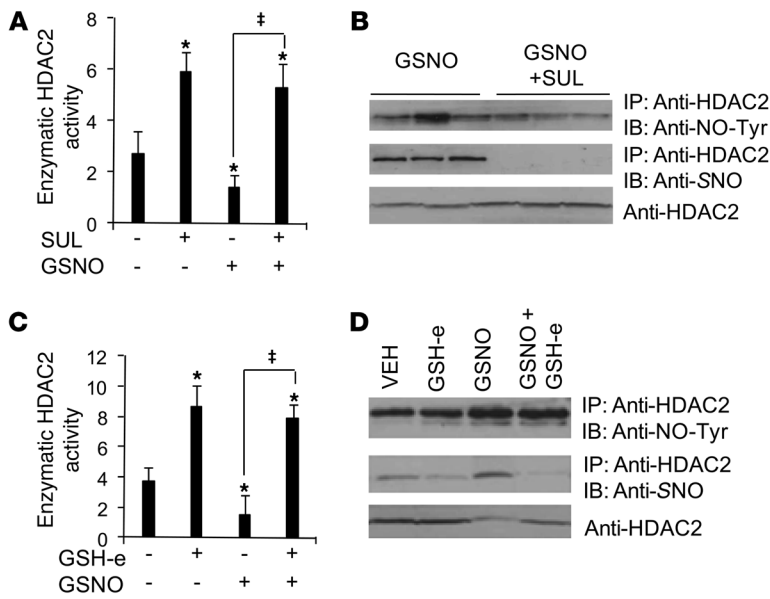 A
Enzymatic HDAC2
activity
8
6
4
2
0
*
*
*
‡
*
SUL - + - +
GSNO - - + +
B
GSNO
GSNO
+SUL
IP: Anti-HDAC2
IB: Anti-NO-Tyr
IP: Anti-HDAC2
IB: Anti-SNO
Anti-HDAC2
C
Enzymatic HDAC2
activity
12
10
8
6
4
2
0
*
*
‡
*
GSH-e - + - +
GSNO - - + +
D
VEH
GSH-e
GSNO
GSNO +
GSH-e
IP: Anti-HDAC2
IB: Anti-NO-Tyr
IP: Anti-HDAC2
IB: Anti-SNO
Anti-HDAC2